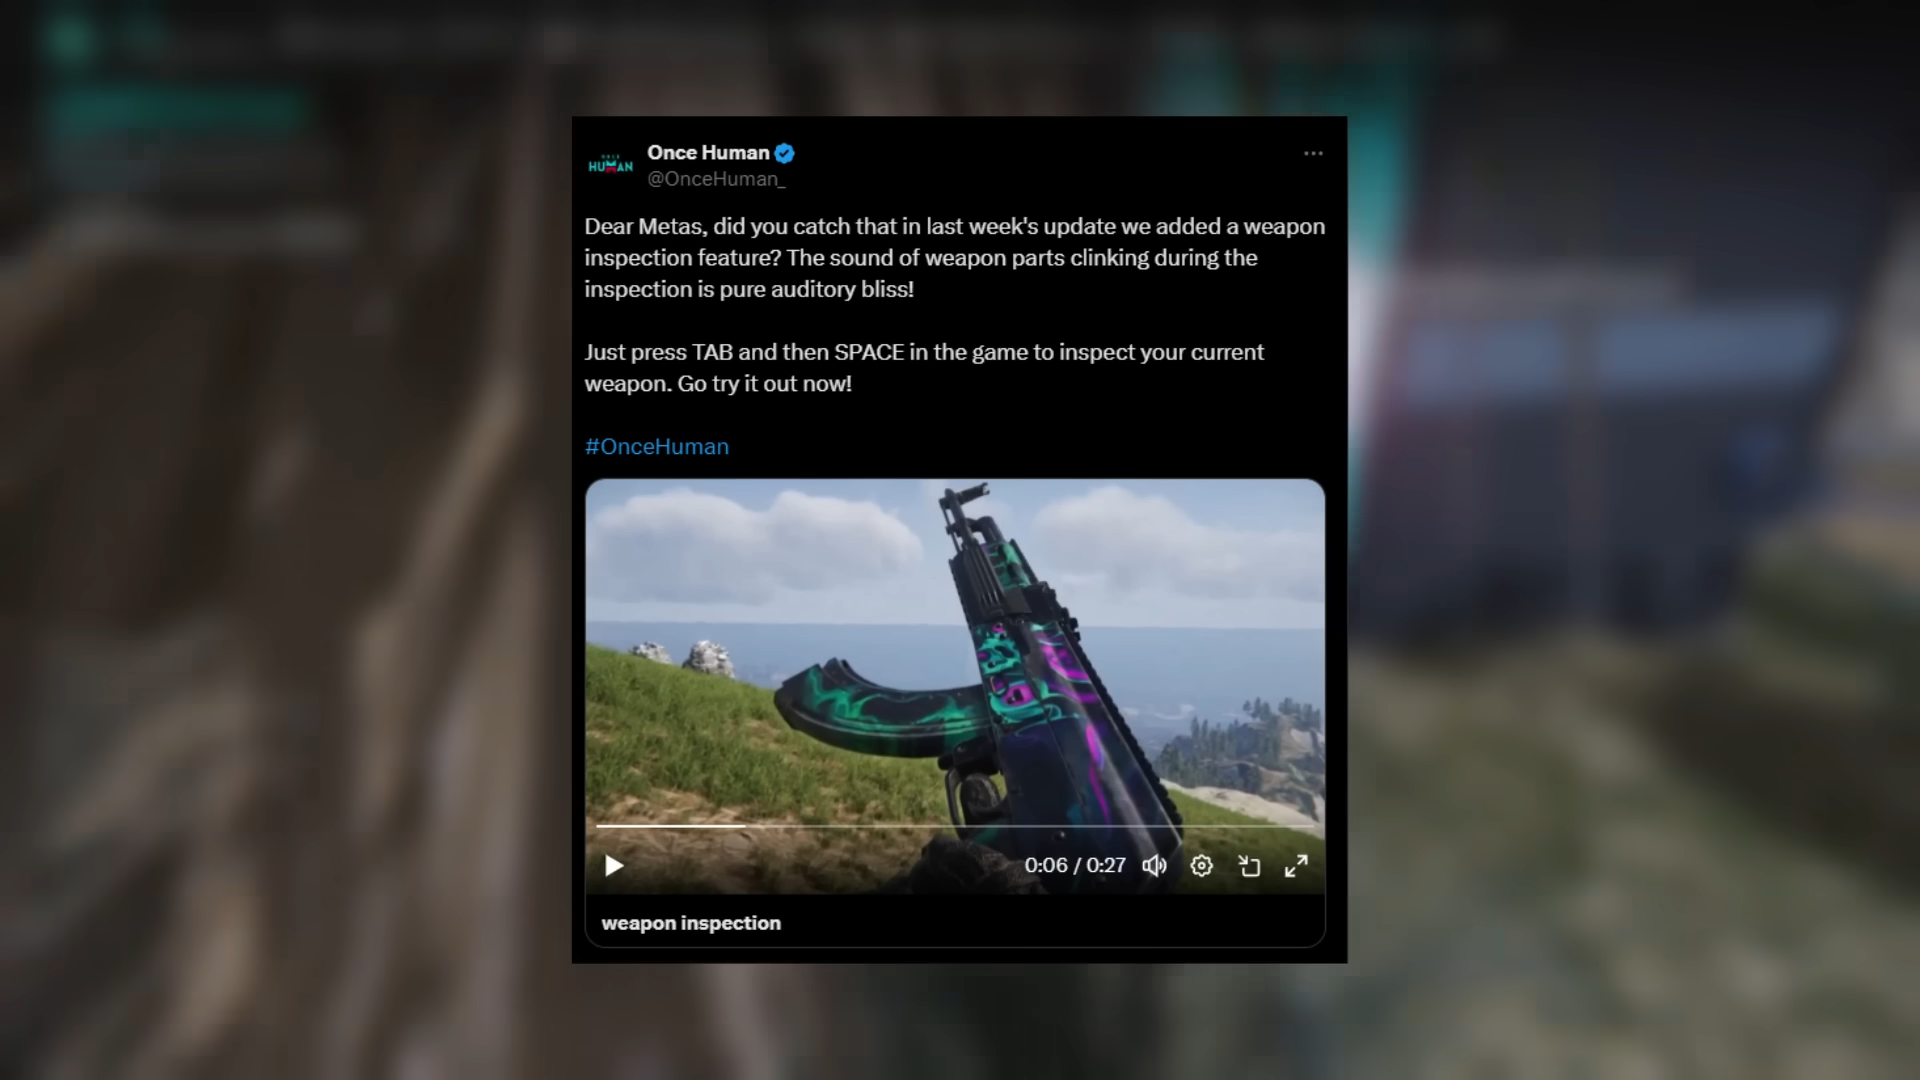 Once Human
ONCE
HUMAN
@OnceHuman_
Dear Metas, did you catch that in last week's update we added a weapon
inspection feature? The sound of weapon parts clinking during the
inspection is pure auditory bliss!
Just press TAB and then SPACE in the game to inspect your current
weapon. Go try it out now!
#OnceHuman
0:06 / 0:27
weapon inspection